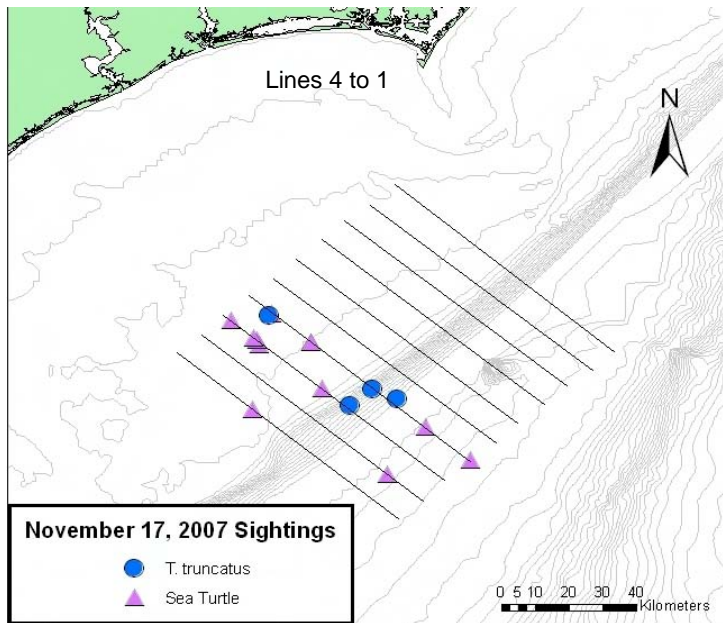 Lines 4 to 1
N
November 17, 2007 Sightings
T. truncatus
Sea Turtle
0 5 10 20 30 40
Kilometers